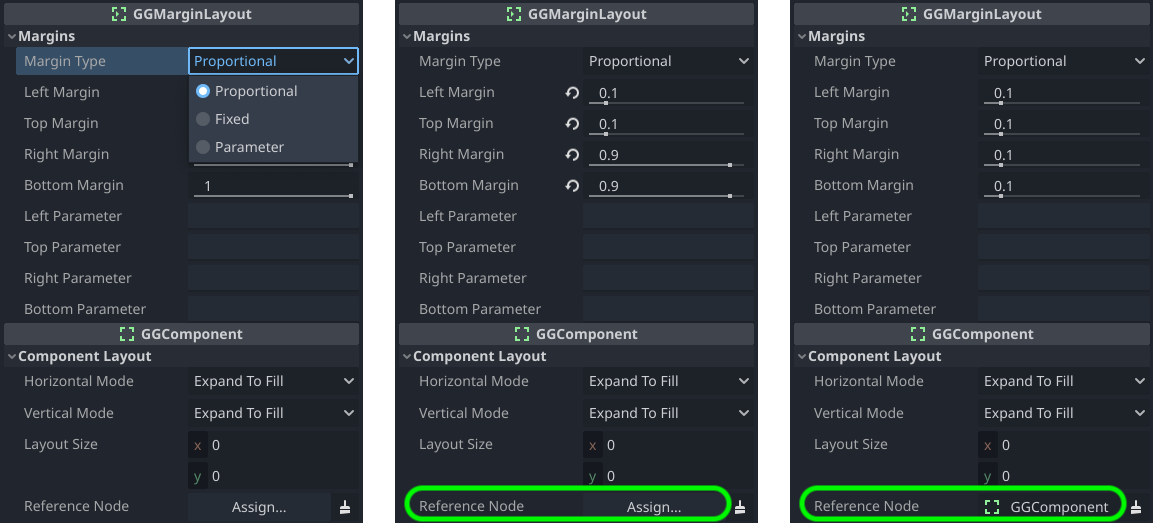 GGMarginLayout
Margins
Margin Type Proportional
Proportional
Left Margin
Fixed
Top Margin
Parameter
Right Margin
Bottom Margin 1
Left Parameter
Top Parameter
Right Parameter
Bottom Parameter
GGComponent
Component Layout
Horizontal Mode Expand To Fill
Vertical Mode Expand To Fill
Layout Size x 0
y 0
Reference Node Assign...
GGMarginLayout
Margins
Margin Type Proportional
Left Margin 0.1
Top Margin 0.1
Right Margin 0.9
Bottom Margin 0.9
Left Parameter
Top Parameter
Right Parameter
Bottom Parameter
GGComponent
Component Layout
Horizontal Mode Expand To Fill
Vertical Mode Expand To Fill
Layout Size x 0
y 0
Reference Node Assign...
GGMarginLayout
Margins
Margin Type Proportional
Left Margin 0.1
Top Margin 0.1
Right Margin 0.1
Bottom Margin 0.1
Left Parameter
Top Parameter
Right Parameter
Bottom Parameter
GGComponent
Component Layout
Horizontal Mode Expand To Fill
Vertical Mode Expand To Fill
Layout Size x 0
y 0
Reference Node GGComponent